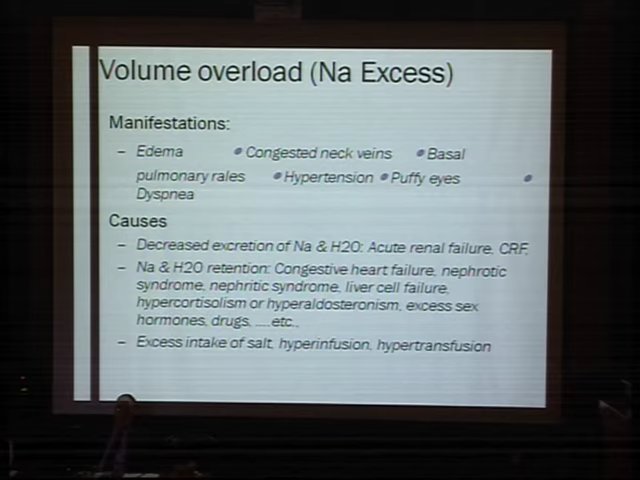 Volume overload (Na Excess)
Manifestations:
– Edema ●Congested neck veins ●Basal
pulmonary rales ●Hypertension ●Puffy eyes ●
Dyspnea
Causes
– Decreased excretion of Na & H2O: Acute renal failure, CRF,
– Na & H2O retention: Congestive heart failure, nephrotic
syndrome, nephritic syndrome, liver cell failure,
hypercortisolism or hyperaldosteronism, excess sex
hormones, drugs, .....etc.,
– Excess intake of salt, hyperinfusion, hypertransfusion